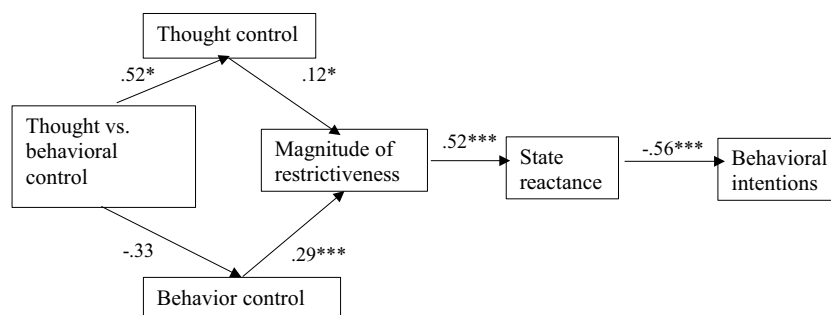 Thought control
.52*
.12*
Thought vs.
behavioral
control
Magnitude of
restrictiveness
.52***
State
reactance
-.56***
Behavioral
intentions
-.33
.29***
Behavior control